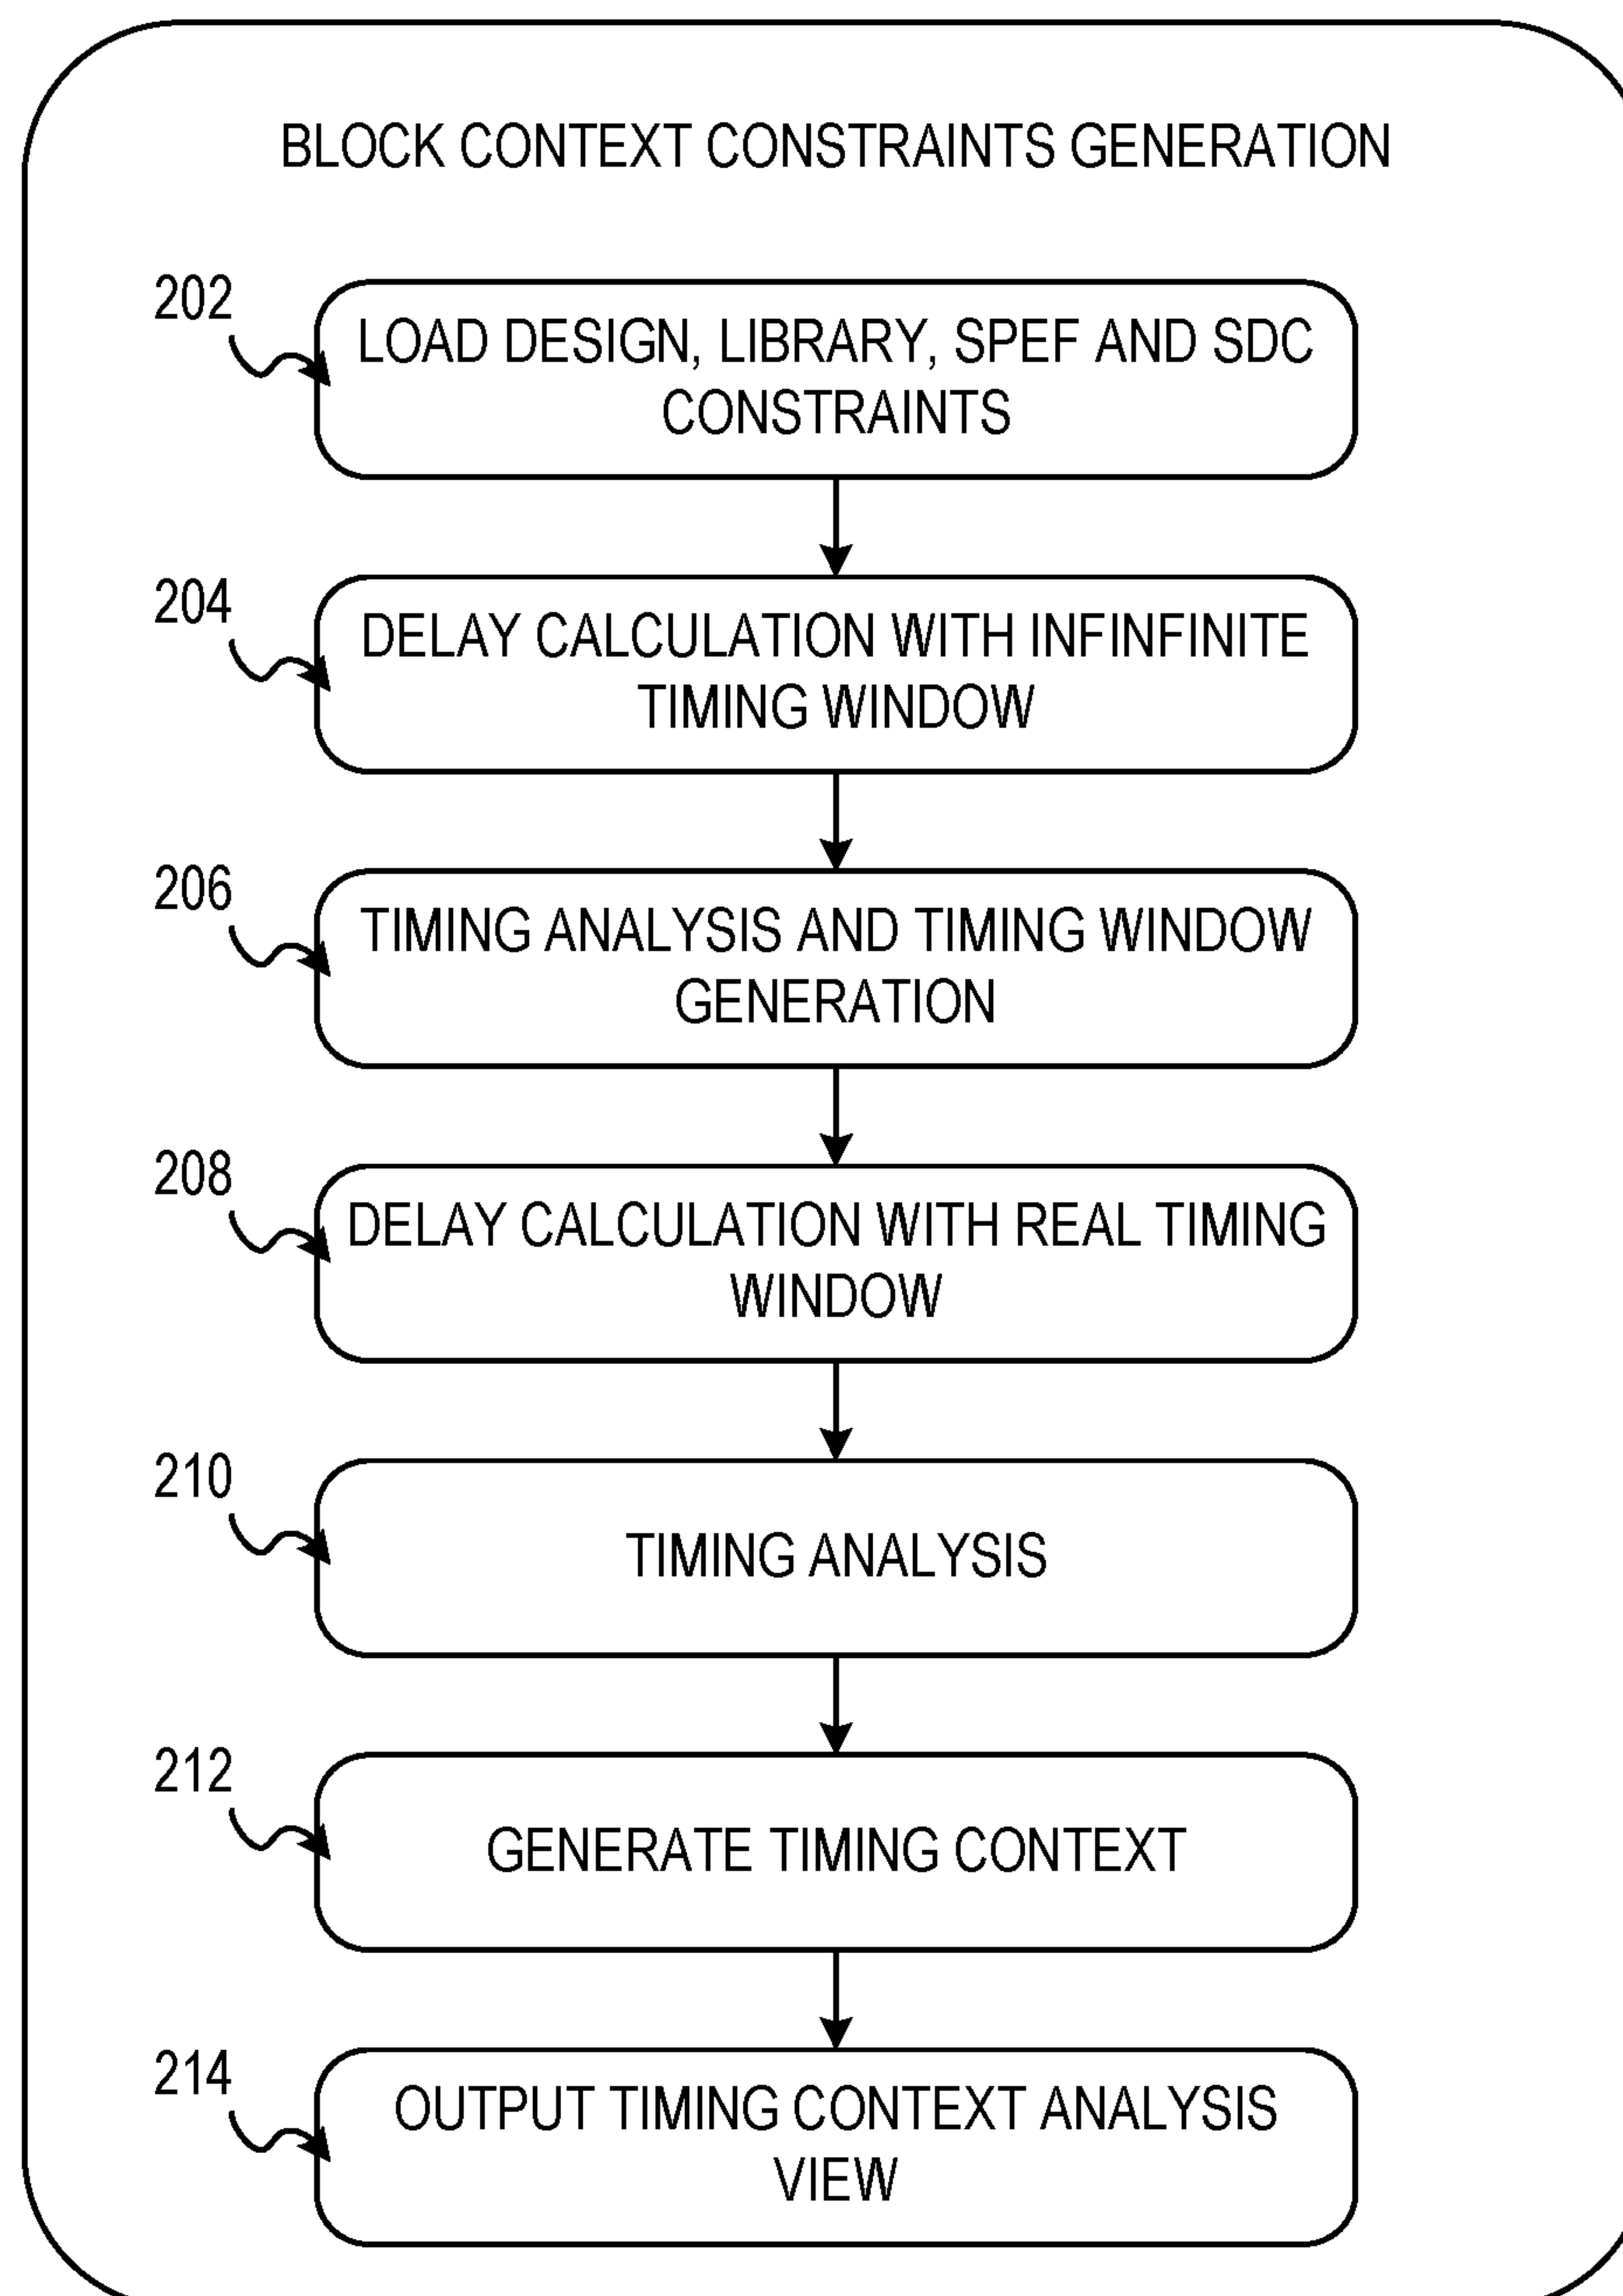 BLOCK CONTEXT CONSTRAINTS GENERATION
202
LOAD DESIGN, LIBRARY, SPEF AND SDC
CONSTRAINTS
204
DELAY CALCULATION WITH INFINFINITE
TIMING WINDOW
206
TIMING ANALYSIS AND TIMING WINDOW
GENERATION
208
DELAY CALCULATION WITH REAL TIMING
WINDOW
210
TIMING ANALYSIS
212
GENERATE TIMING CONTEXT
214
OUTPUT TIMING CONTEXT ANALYSIS
VIEW